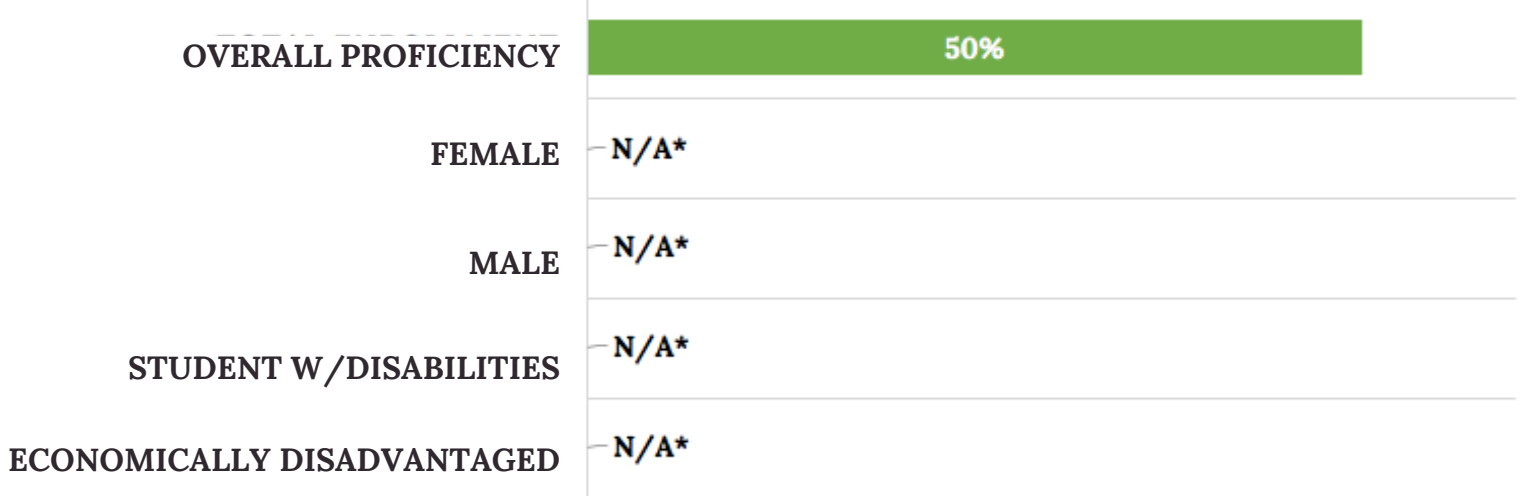 OVERALL PROFICIENCY 50%
FEMALE N/A*
MALE N/A*
STUDENT W/DISABILITIES N/A*
ECONOMICALLY DISADVANTAGED N/A*